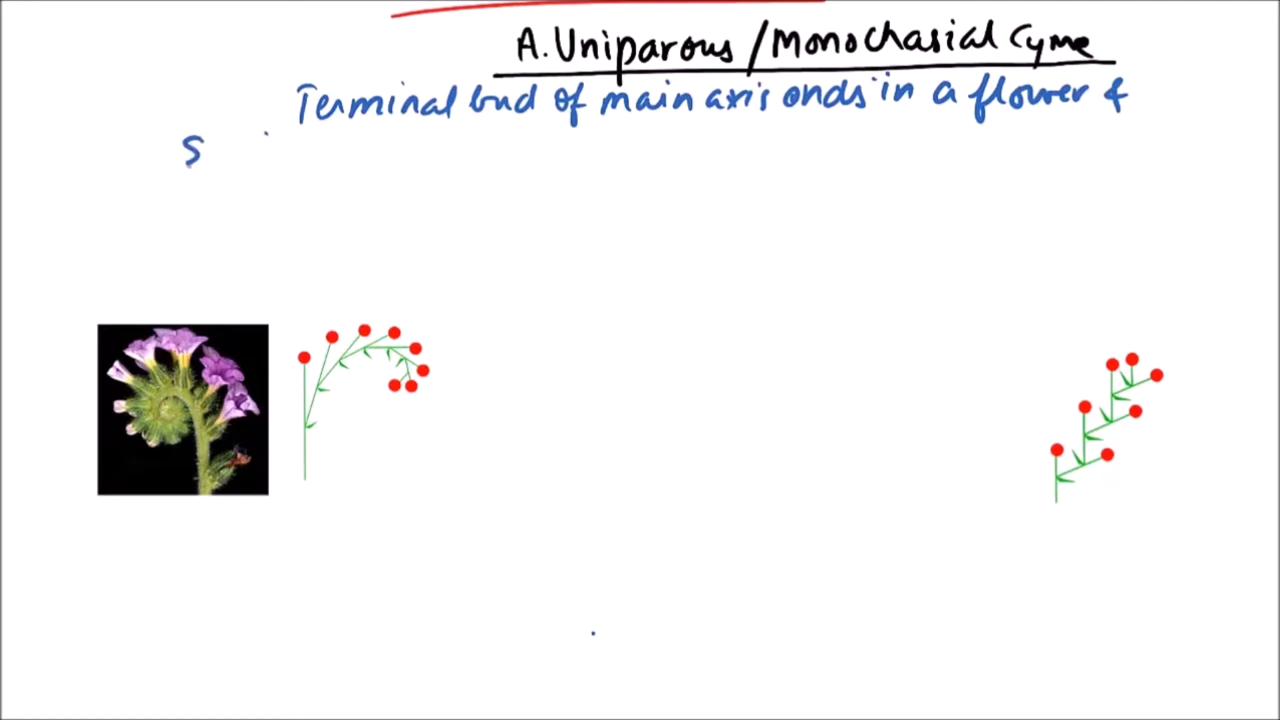 A. Uniparous / Monochasial Cyme
Terminal bud of main axis ends in a flower &
S